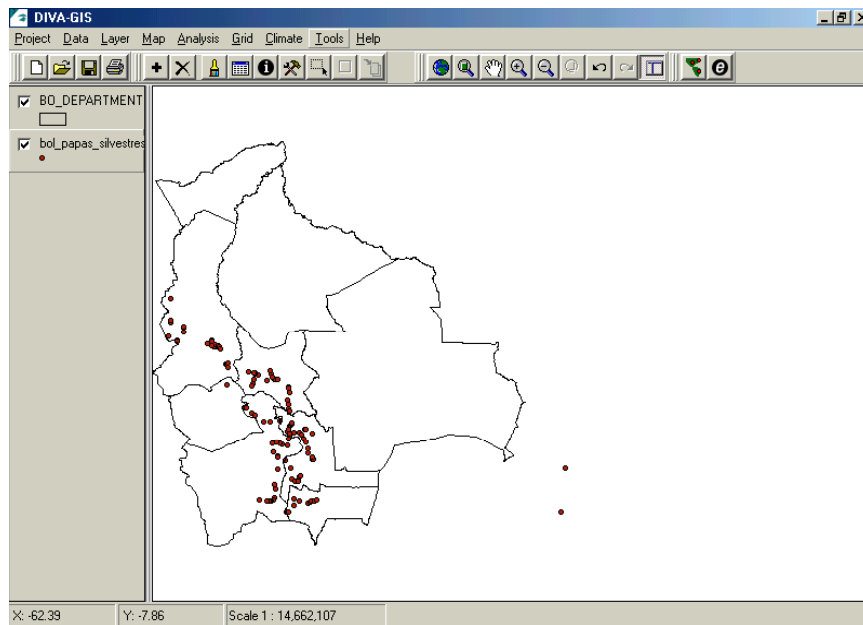 DIVA-GIS
Project Data Layer Map Analysis Grid Climate Tools Help
BO_DEPARTMENT
bol_papas_silvestres
X: -62.39 Y: -7.86 Scale 1 : 14,662,107